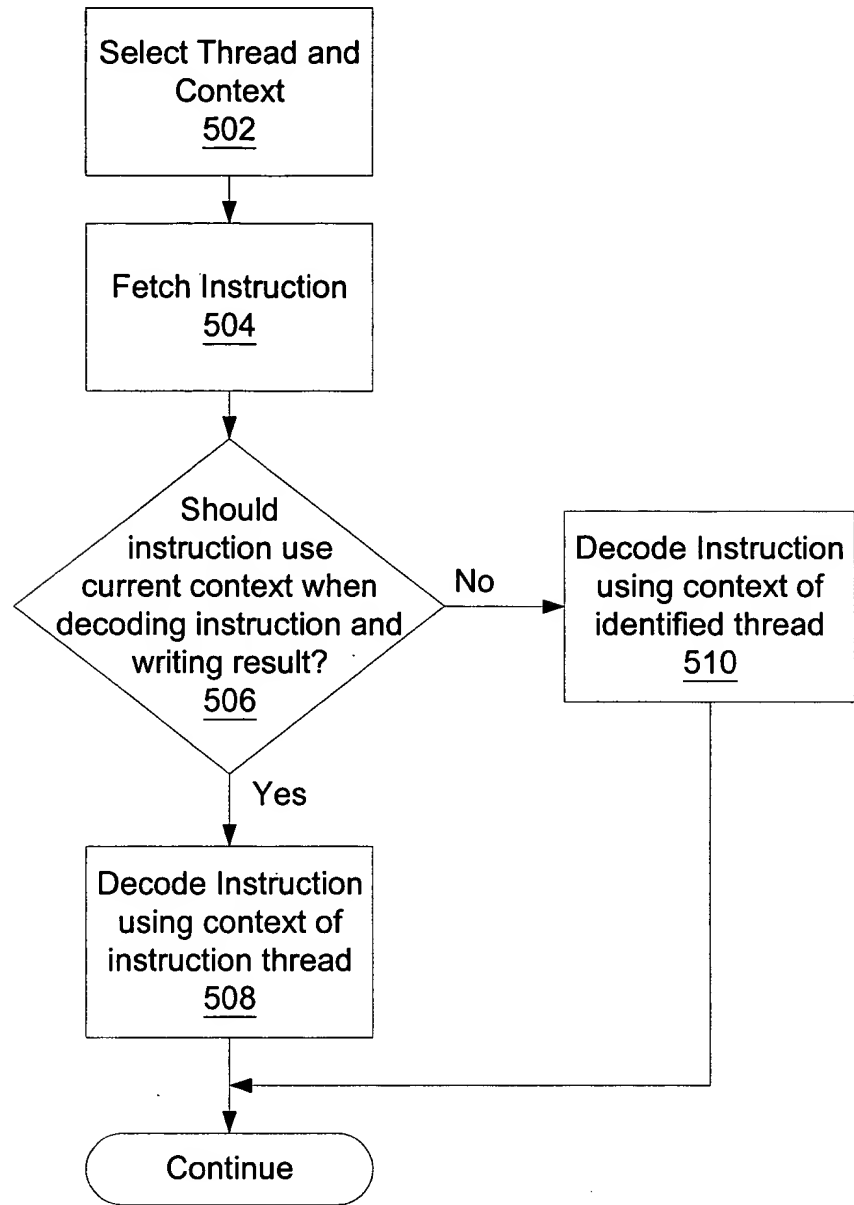 Select Thread and
Context
502
Fetch Instruction
504
Should
instruction use
current context when
decoding instruction and
writing result?
506
No
Decode Instruction
using context of
identified thread
510
Yes
Decode Instruction
using context of
instruction thread
508
Continue